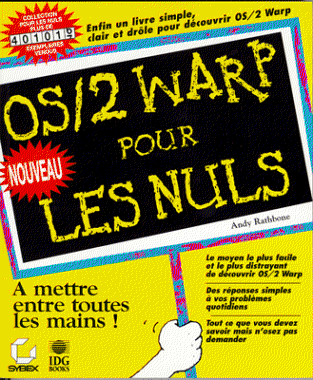 COLLECTION
POUR LES NULS
PLUS DE
401019
EXEMPLAIRES
VENDUS
Enfin un livre simple,
clair et drôle pour découvrir OS/2 Warp
OS/2 WARP
POUR
LES NULS
NOUVEAU
Andy Rathbone
Le moyen le plus facile
et le plus distrayant
de découvrir OS/2 Warp
Des réponses simples
à vos problèmes
quotidiens
Tout ce que vous devez
savoir mais n'osez pas
demander
A mettre
entre toutes
les mains !
SYBEX
IDG
BOOKS